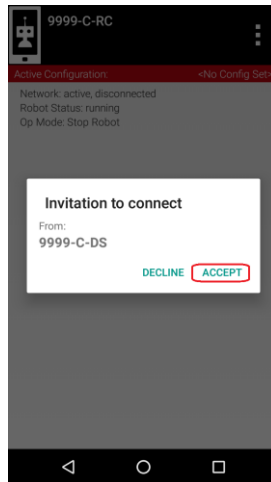 9999-C-RC
Active Configuration: <No Config Set>
Network: active, disconnected
Robot Status: running
Op Mode: Stop Robot
Invitation to connect
From:
9999-C-DS
DECLINE ACCEPT